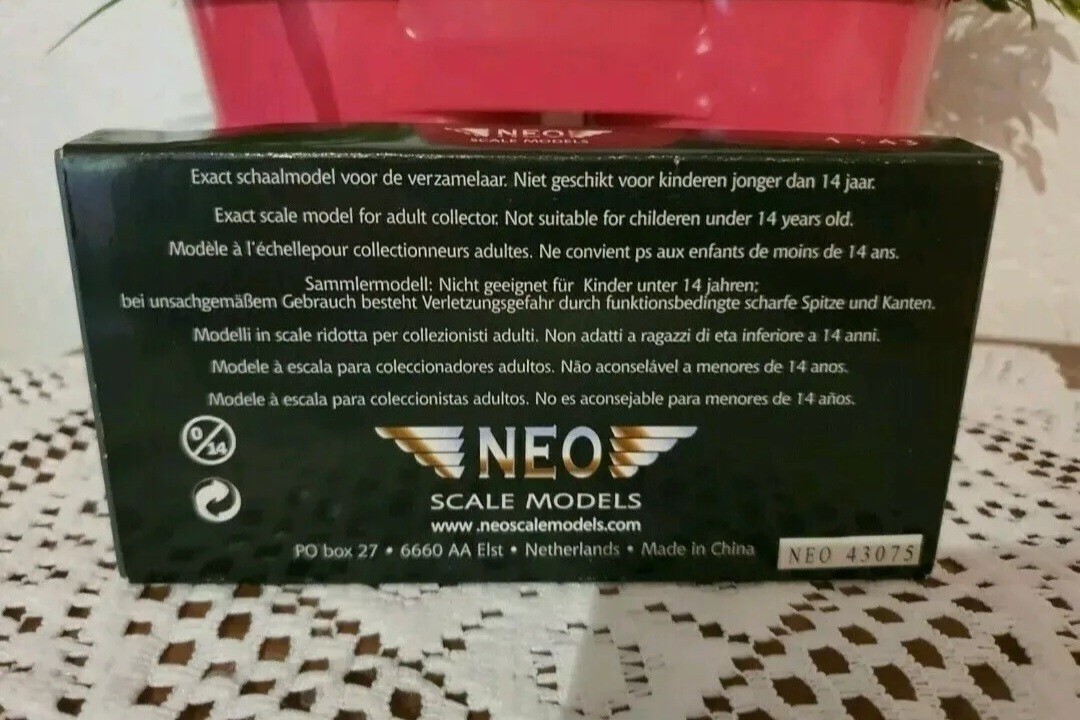 NEO
SCALE MODELS
1:43
Exact schaalmodel voor de verzamelaar. Niet geschikt voor kinderen jonger dan 14 jaar.
Exact scale model for adult collector. Not suitable for childeren under 14 years old.
Modèle à l'échellepour collectionneurs adultes. Ne convient ps aux enfants de moins de 14 ans.
Sammlermodell: Nicht geeignet für Kinder unter 14 jahren;
bei unsachgemäßem Gebrauch besteht Verletzungsgefahr durch funktionsbedingte scharfe Spitze und Kanten.
Modelli in scale ridotta per collezionisti adulti. Non adatti a ragazzi di eta inferiore a 14 anni.
Modele à escala para coleccionadores adultos. Não aconselável a menores de 14 anos.
Modele à escala para coleccionistas adultos. No es aconsejable para menores de 14 años.
0/14
NEO
SCALE MODELS
www.neoscalemodels.com
PO box 27 • 6660 AA Elst • Netherlands • Made in China
NEO 43075